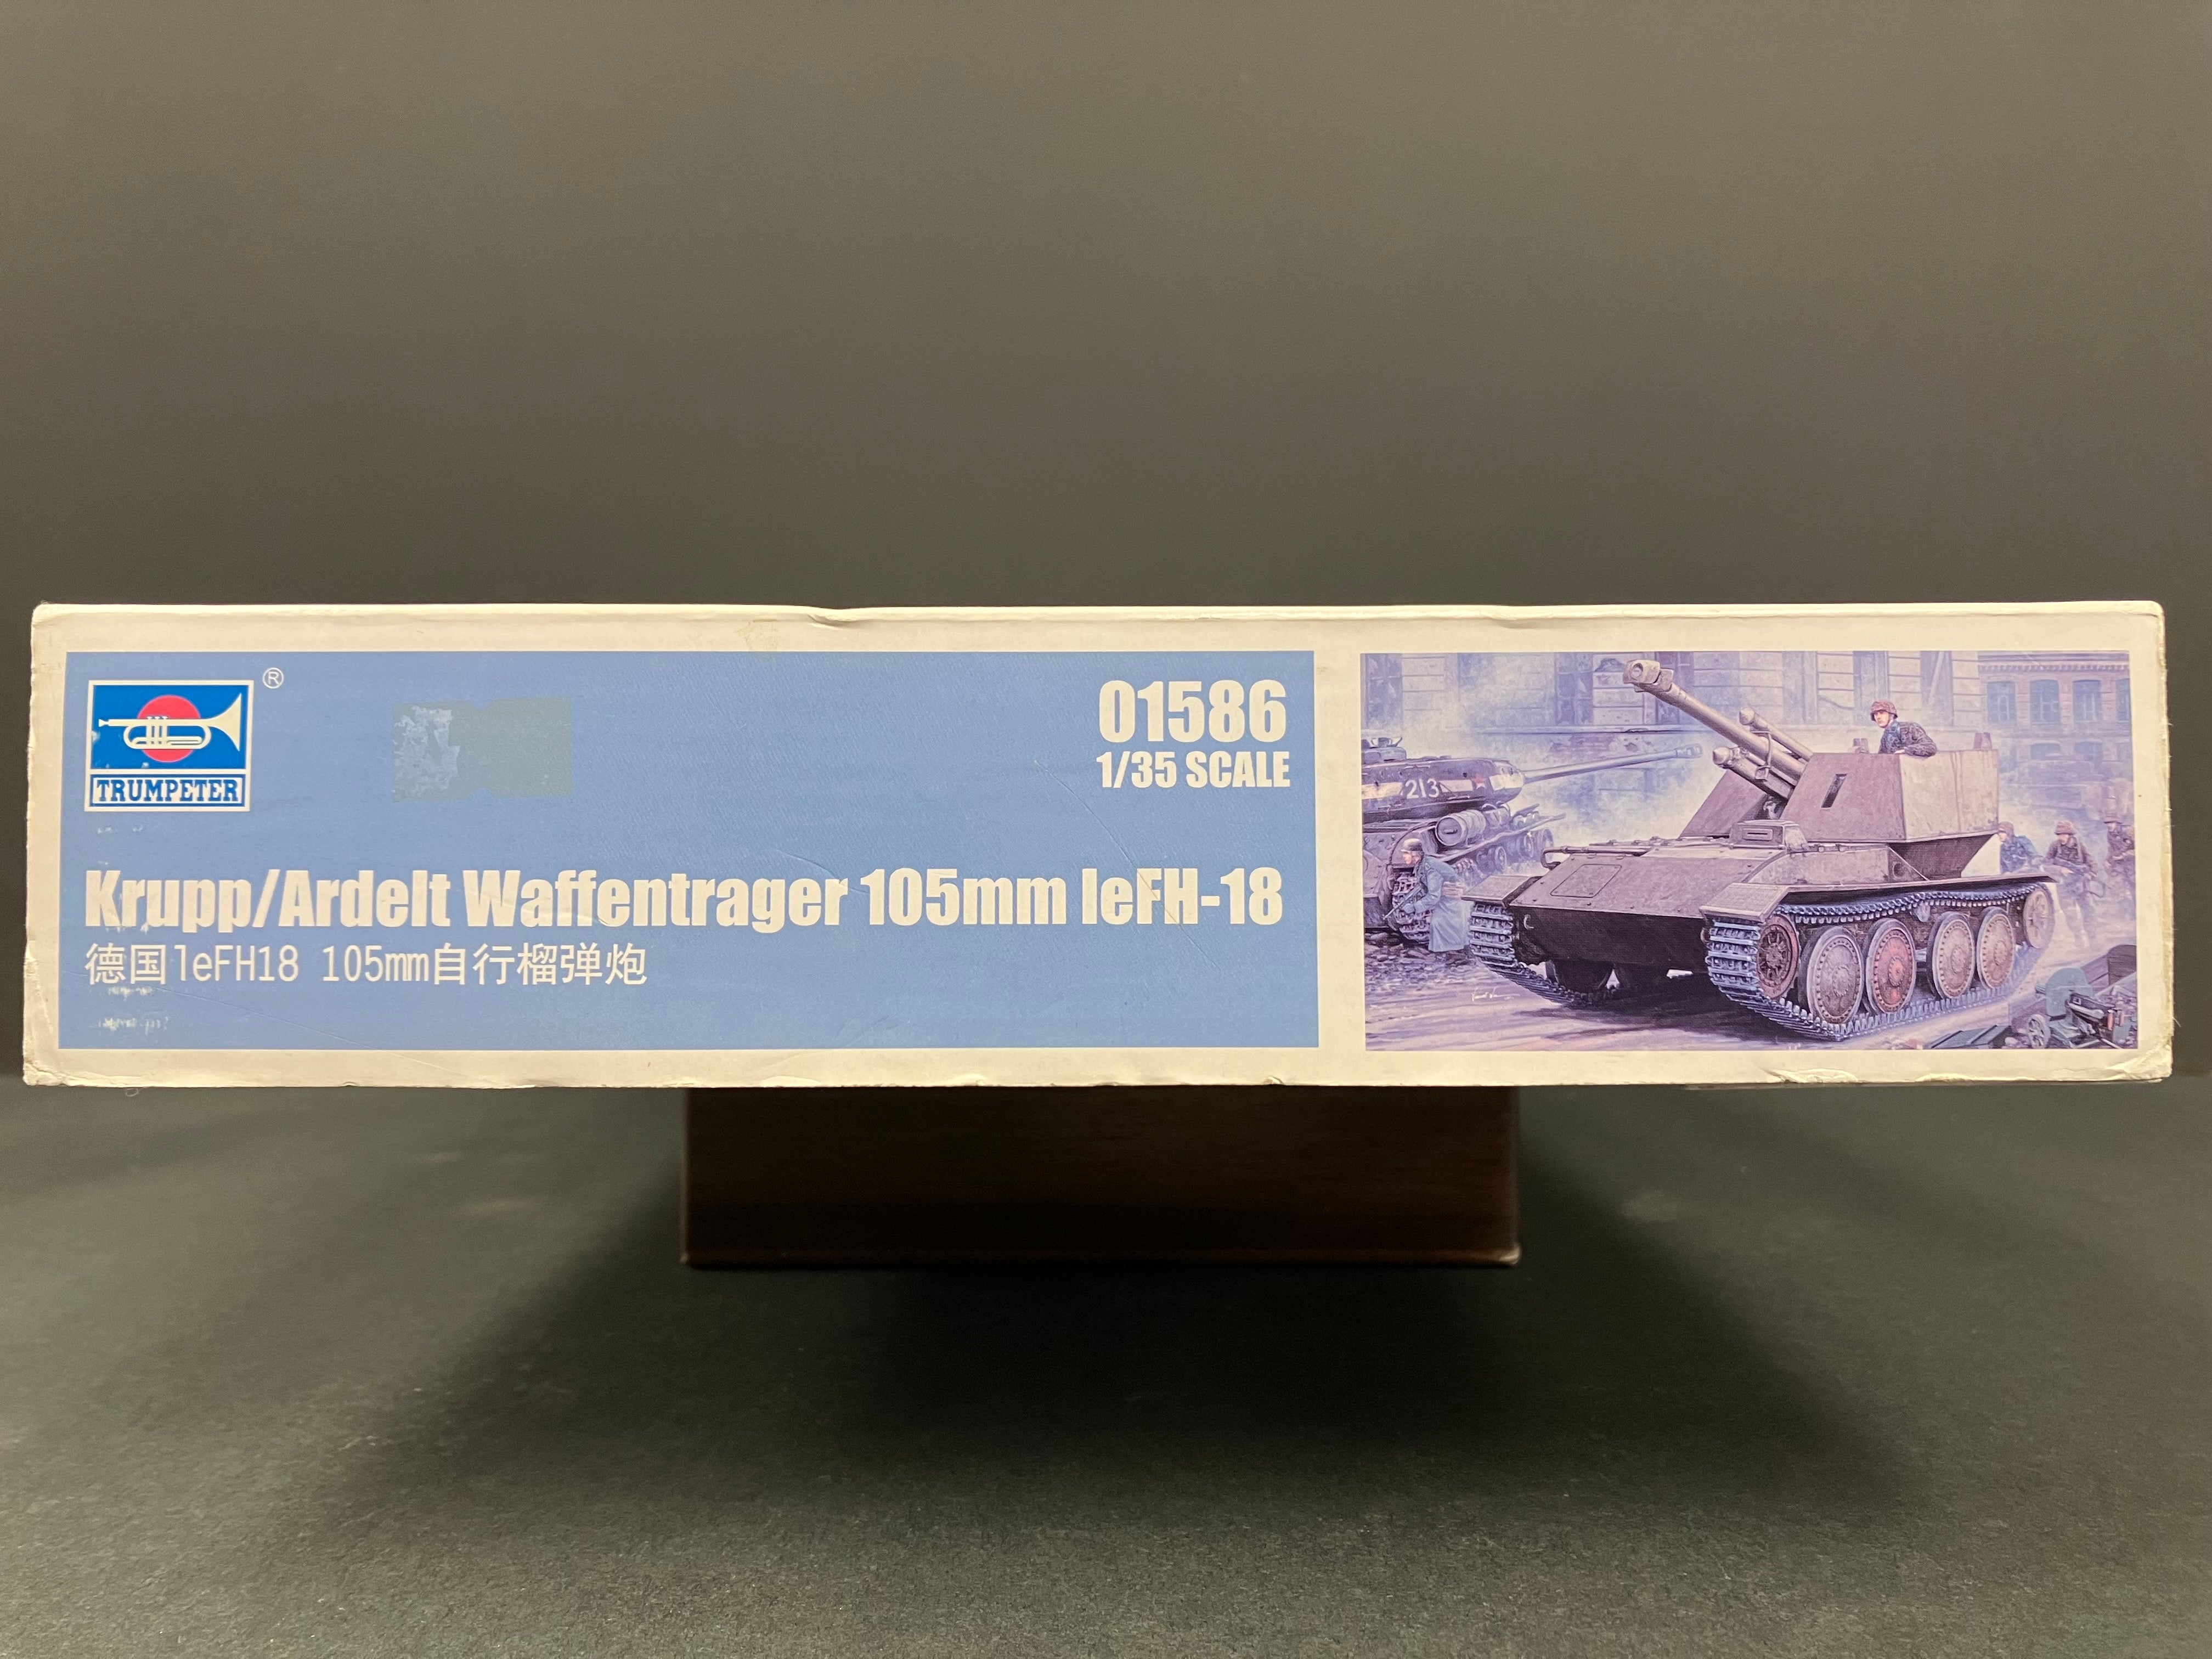 ®
TRUMPETER
01586
1/35 SCALE
Krupp/Ardelt Waffentrager 105mm leFH-18
德国leFH18 105mm自行榴弹炮
213